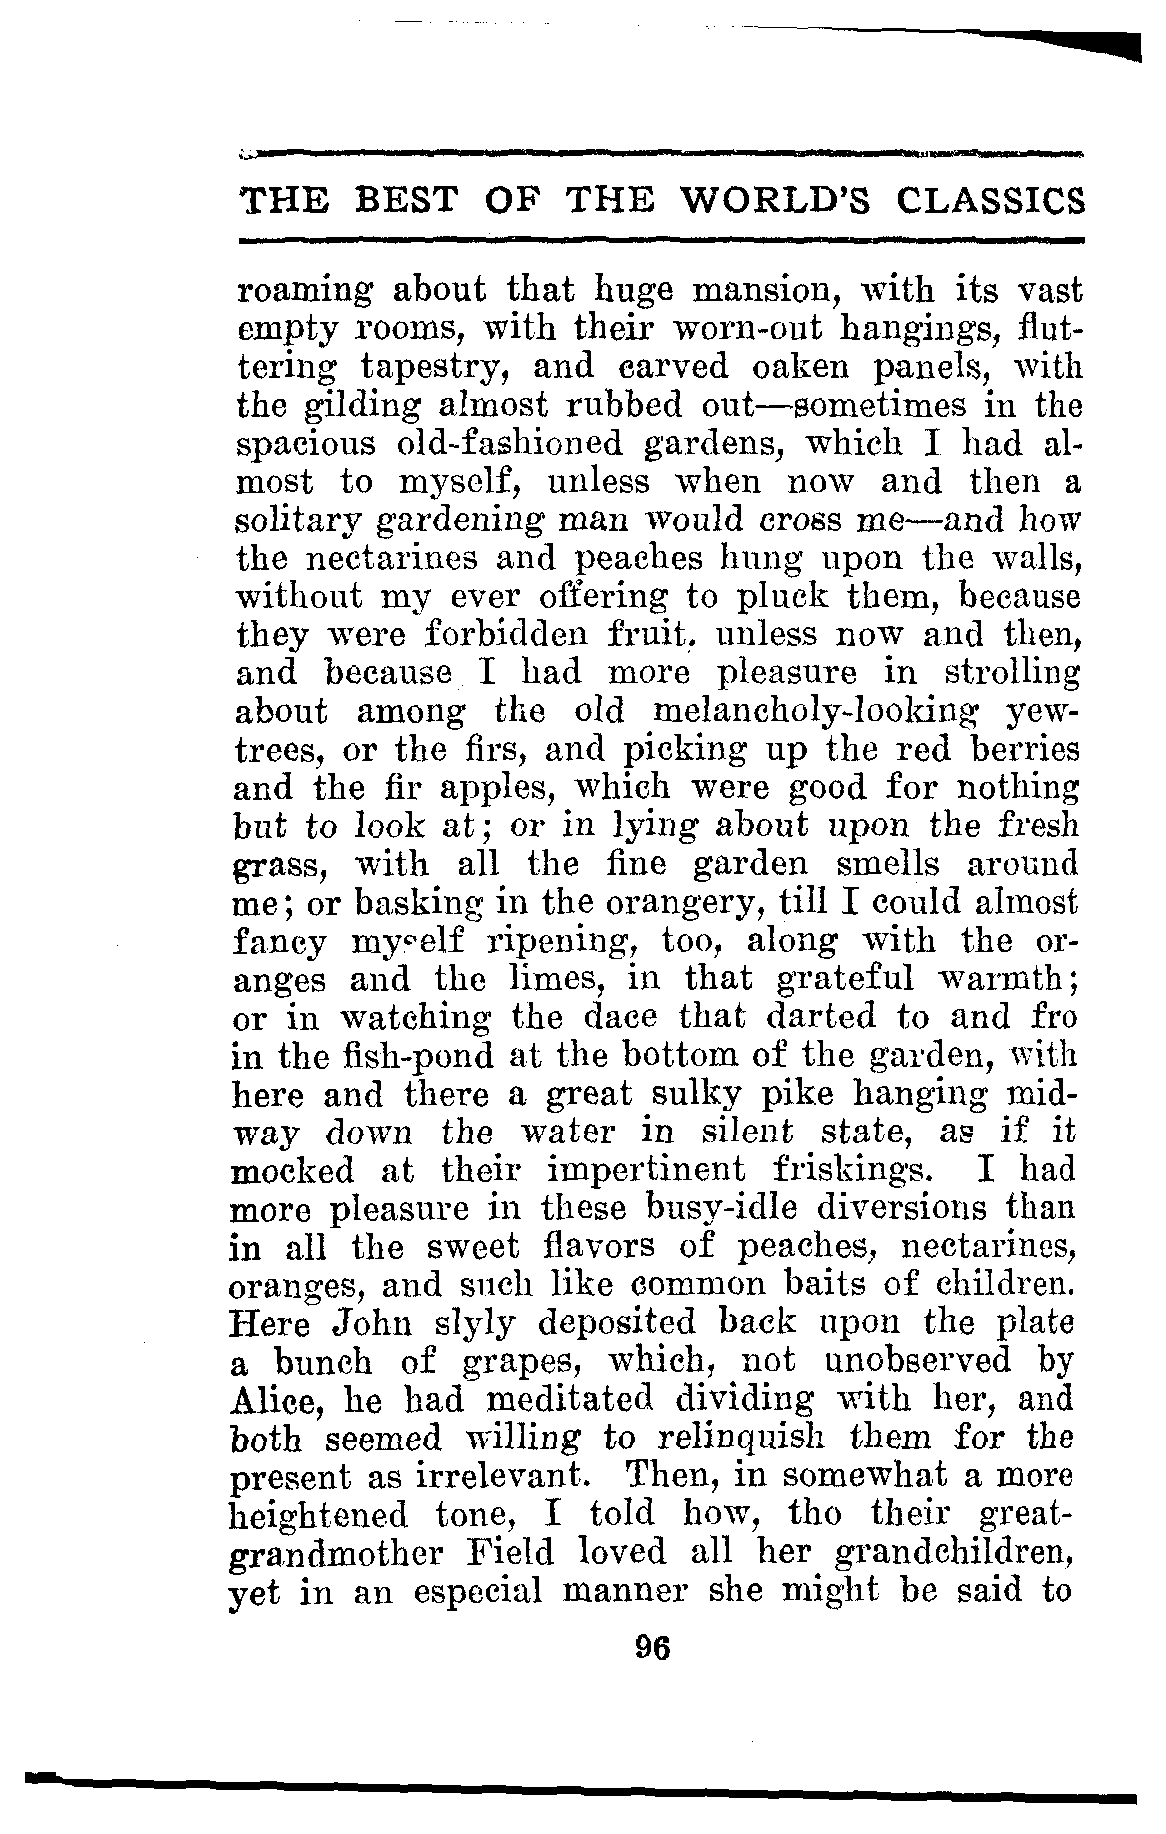 THE BEST OF THE WORLD'S CLASSICS
roaming about that huge mansion, with its vast
empty rooms, with their worn-out hangings, flut-
tering tapestry, and carved oaken panels, with
the gilding almost rubbed out—sometimes in the
spacious old-fashioned gardens, which I had al-
most to myself, unless when now and then a
solitary gardening man would cross me—and how
the nectarines and peaches hung upon the walls,
without my ever offering to pluck them, because
they were forbidden fruit, unless now and then,
and because I had more pleasure in strolling
about among the old melancholy-looking yew-
trees, or the firs, and picking up the red berries
and the fir apples, which were good for nothing
but to look at; or in lying about upon the fresh
grass, with all the fine garden smells around
me; or basking in the orangery, till I could almost
fancy myself ripening, too, along with the or-
anges and the limes, in that grateful warmth;
or in watching the dace that darted to and fro
in the fish-pond at the bottom of the garden, with
here and there a great sulky pike hanging mid-
way down the water in silent state, as if it
mocked at their impertinent friskings. I had
more pleasure in these busy-idle diversions than
in all the sweet flavors of peaches, nectarines,
oranges, and such like common baits of children.
Here John slyly deposited back upon the plate
a bunch of grapes, which, not unobserved by
Alice, he had meditated dividing with her, and
both seemed willing to relinquish them for the
present as irrelevant. Then, in somewhat a more
heightened tone, I told how, tho their great-
grandmother Field loved all her grandchildren,
yet in an especial manner she might be said to
96